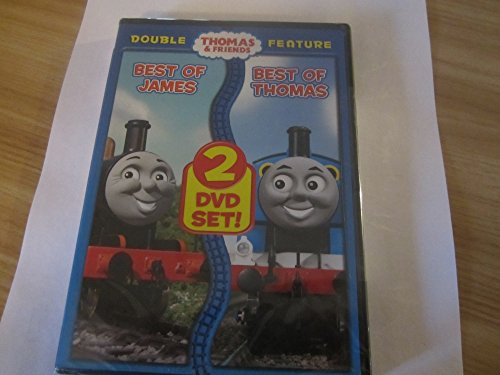 DOUBLE THOMAS & FRIENDS FEATURE
BEST OF
JAMES
BEST OF
THOMAS
2
DVD
SET!